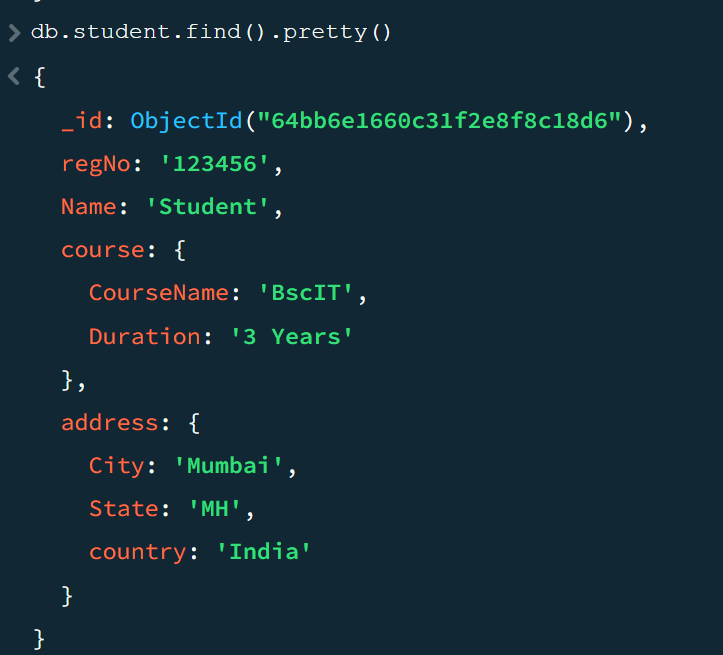 > db.student.find().pretty()
< {
_id: ObjectId("64bb6e1660c31f2e8f8c18d6"),
regNo: '123456',
Name: 'Student',
course: {
CourseName: 'BscIT',
Duration: '3 Years'
},
address: {
City: 'Mumbai',
State: 'MH',
country: 'India'
}
}